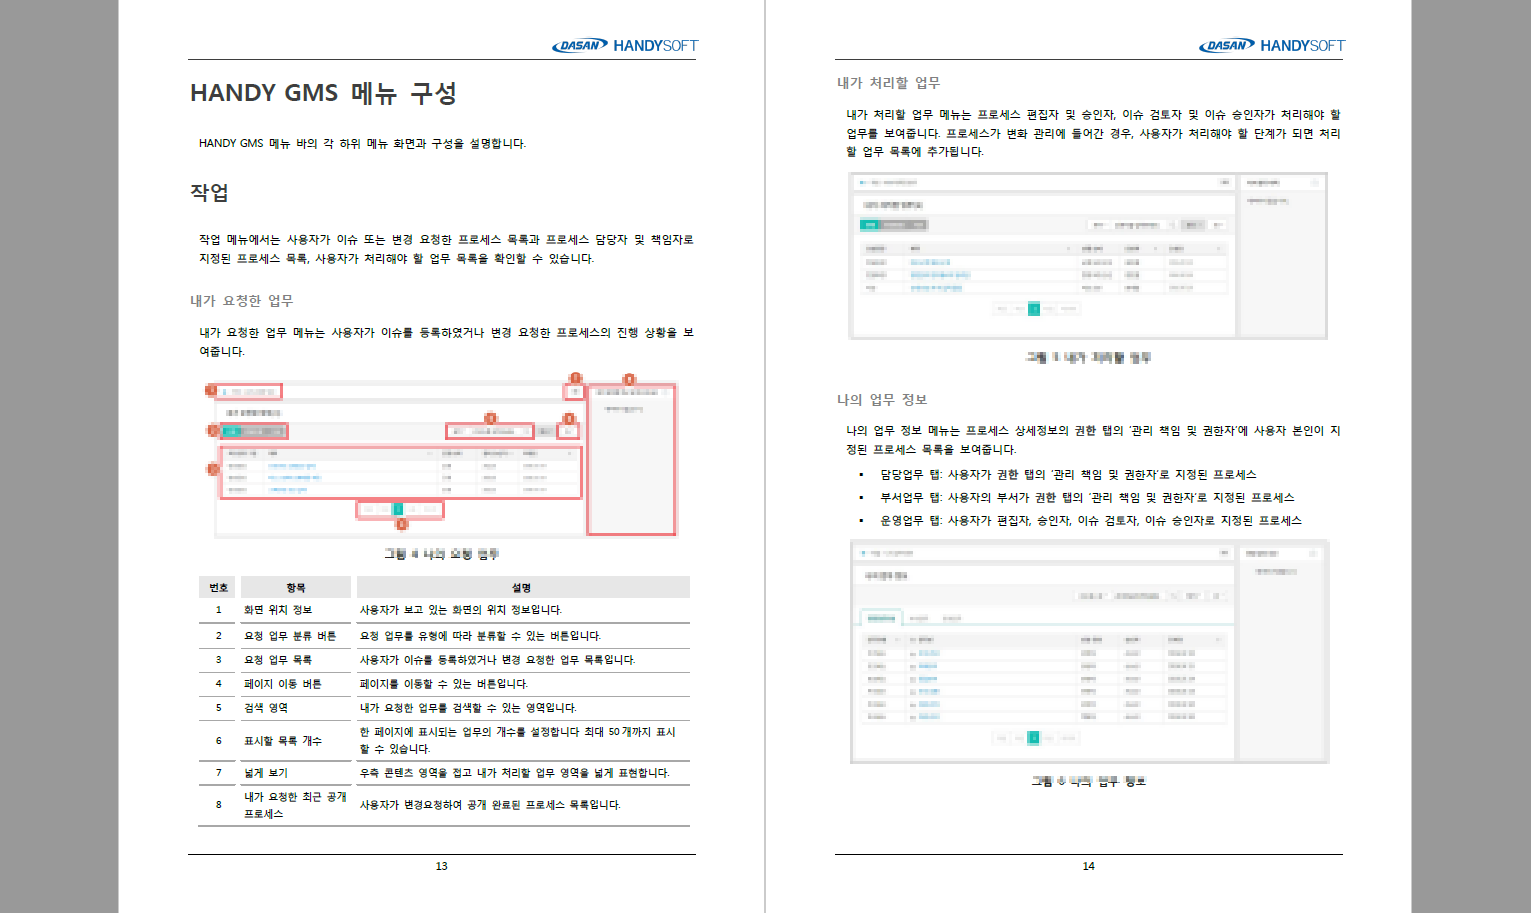 DASAN HANDYSOFT
HANDY GMS 메뉴 구성
HANDY GMS 메뉴 바의 각 하위 메뉴 화면과 구성을 설명합니다.
작업
작업 메뉴에서는 사용자가 이슈 또는 변경 요청한 프로세스 목록과 프로세스 담당자 및 책임자로
지정된 프로세스 목록, 사용자가 처리해야 할 업무 목록을 확인할 수 있습니다.
내가 요청한 업무
내가 요청한 업무 메뉴는 사용자가 이슈를 등록하였거나 변경 요청한 프로세스의 진행 상황을 보
여줍니다.
번호 항목 설명
1 화면 위치 정보 사용자가 보고 있는 화면의 위치 정보입니다.
2 요청 업무 분류 버튼 요청 업무를 유형에 따라 분류할 수 있는 버튼입니다.
3 요청 업무 목록 사용자가 이슈를 등록하였거나 변경 요청한 업무 목록입니다.
4 페이지 이동 버튼 페이지를 이동할 수 있는 버튼입니다.
5 검색 영역 내가 요청한 업무를 검색할 수 있는 영역입니다.
6 표시할 목록 개수 한 페이지에 표시되는 업무의 개수를 설정합니다 최대 50개까지 표시
할 수 있습니다.
7 넓게 보기 우측 콘텐츠 영역을 접고 내가 처리할 업무 영역을 넓게 표현합니다.
8 내가 요청한 최근 공개 사용자가 변경요청하여 공개 완료된 프로세스 목록입니다.
프로세스
13
DASAN HANDYSOFT
내가 처리할 업무
내가 처리할 업무 메뉴는 프로세스 편집자 및 승인자, 이슈 검토자 및 이슈 승인자가 처리해야 할
업무를 보여줍니다. 프로세스가 변화 관리에 들어간 경우, 사용자가 처리해야 할 단계가 되면 처리
할 업무 목록에 추가됩니다.
그림 5 내가 처리할 업무
나의 업무 정보
나의 업무 정보 메뉴는 프로세스 상세정보의 권한 탭의 '관리 책임 및 권한자'에 사용자 본인이 지
정된 프로세스 목록을 보여줍니다.
▪ 담당업무 탭: 사용자가 권한 탭의 '관리 책임 및 권한자'로 지정된 프로세스
▪ 부서업무 탭: 사용자의 부서가 권한 탭의 '관리 책임 및 권한자'로 지정된 프로세스
▪ 운영업무 탭: 사용자가 편집자, 승인자, 이슈 검토자, 이슈 승인자로 지정된 프로세스
그림 6 나의 업무 정보
14